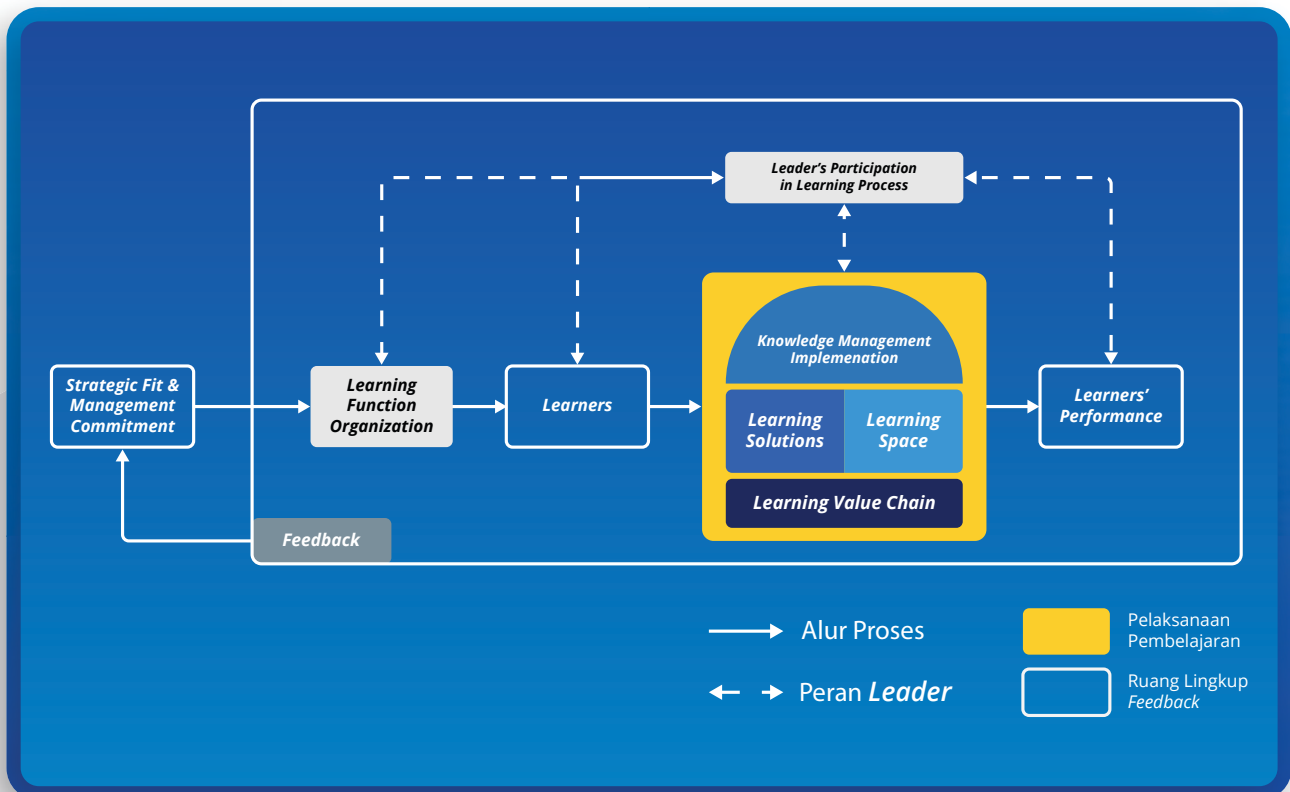 Leader's Participation
in Learning Process
Knowledge Management
Implemenation
Strategic Fit &
Management
Commitment
Learning
Function
Organization
Learners
Learning
Solutions
Learning
Space
Learners'
Performance
Learning Value Chain
Feedback
Alur Proses
Pelaksanaan
Pembelajaran
Peran Leader
Ruang Lingkup
Feedback